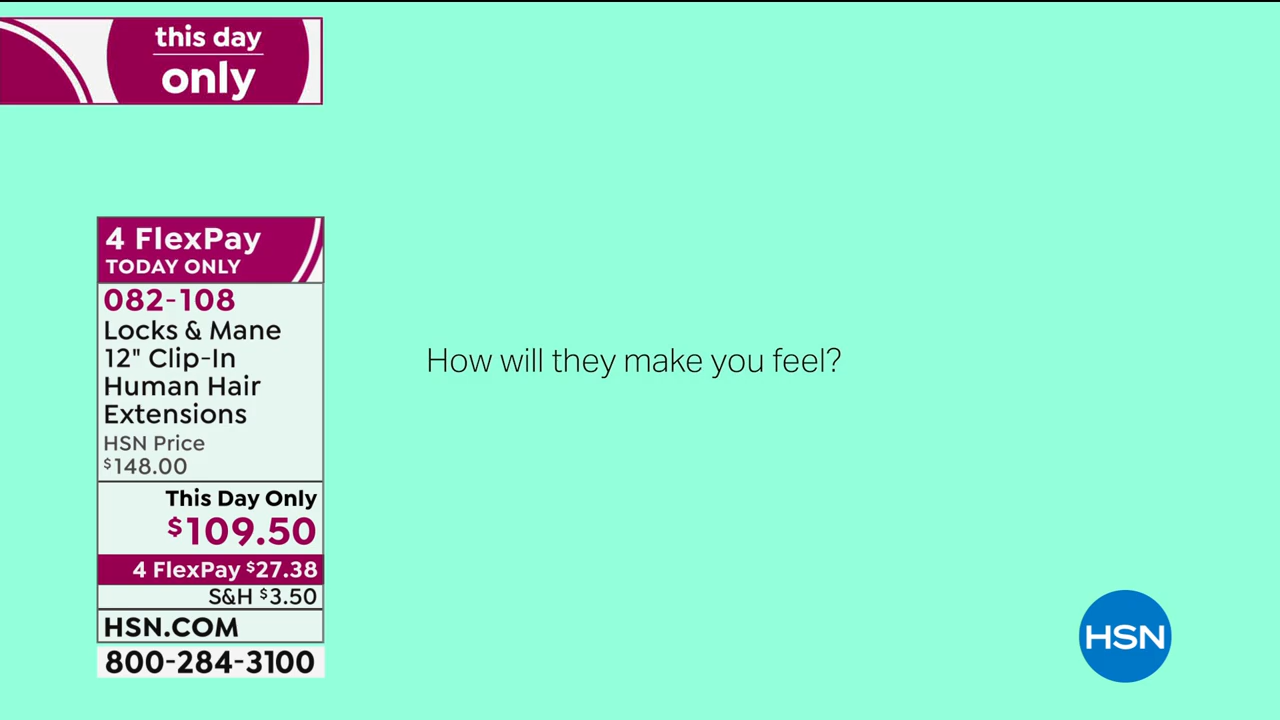 this day
only
4 FlexPay
TODAY ONLY
082-108
Locks & Mane
12" Clip-In
Human Hair
Extensions
HSN Price
$148.00
This Day Only
$109.50
4 FlexPay $27.38
S&H $3.50
HSN.COM
800-284-3100
How will they make you feel?
HSN